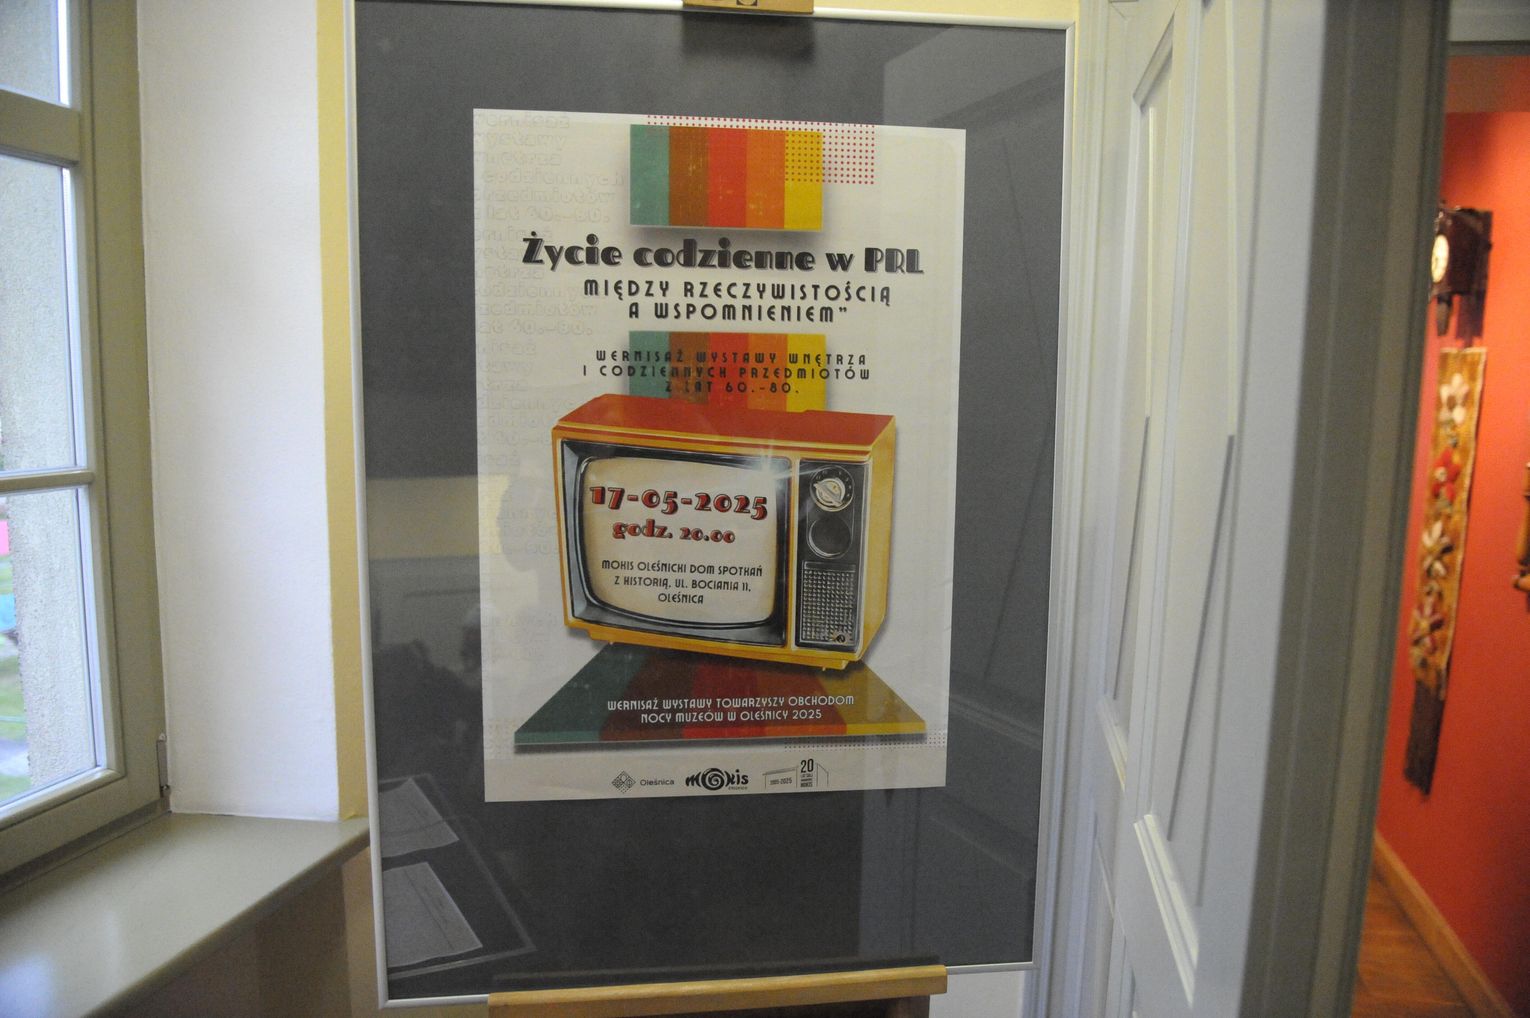 Życie codzienne w PRL
MIĘDZY RZECZYWISTOŚCIĄ
A WSPOMNIENIEM”
WERNISAŻ WYSTAWY WNĘTRZA
I CODZIENNYCH PRZEDMIOTÓW
Z LAT 60.-80.
17-05-2025
godz. 20.00
MOKIS OLEŚNICKI DOM SPOTKAŃ
Z HISTORIĄ, UL. BOCIANIA 11,
OLEŚNICA
WERNISAŻ WYSTAWY TOWARZYSZY OBCHODOM
NOCY MUZEÓW W OLEŚNICY 2025
Oleśnica
mokis
20